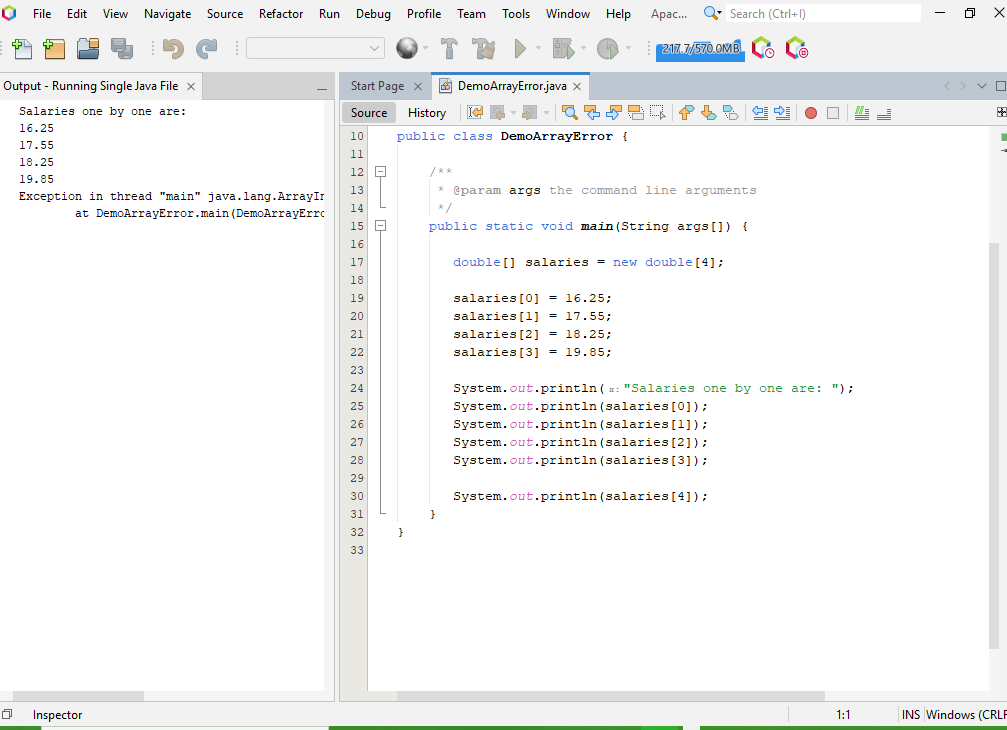 File Edit View Navigate Source Refactor Run Debug Profile Team Tools Window Help Apac... Search (Ctrl+I)
217.7/570.0MB
Output - Running Single Java File
Salaries one by one are:
16.25
17.55
18.25
19.85
Exception in thread "main" java.lang.ArrayIn
at DemoArrayError.main(DemoArrayErro
Start Page DemoArrayError.java
Source History
10 public class DemoArrayError {
11
12 /**
13 * @param args the command line arguments
14 */
15 public static void main(String args[]) {
16
17 double[] salaries = new double[4];
18
19 salaries[0] = 16.25;
20 salaries[1] = 17.55;
21 salaries[2] = 18.25;
22 salaries[3] = 19.85;
23
24 System.out.println( x: "Salaries one by one are: ");
25 System.out.println(salaries[0]);
26 System.out.println(salaries[1]);
27 System.out.println(salaries[2]);
28 System.out.println(salaries[3]);
29
30 System.out.println(salaries[4]);
31 }
32 }
33
Inspector
1:1 INS Windows (CRLF